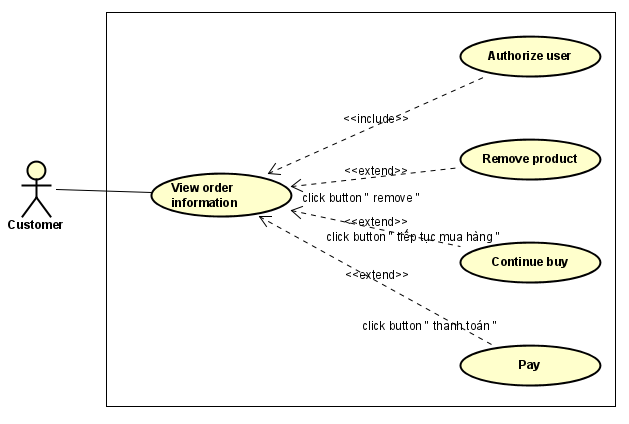 Authorize user
<<include>>
Remove product
<<extend>>
View order
information
click button " remove "
Customer
<<extend>>
click button " tiếp tục mua hàng "
Continue buy
<<extend>>
click button " thanh toán "
Pay